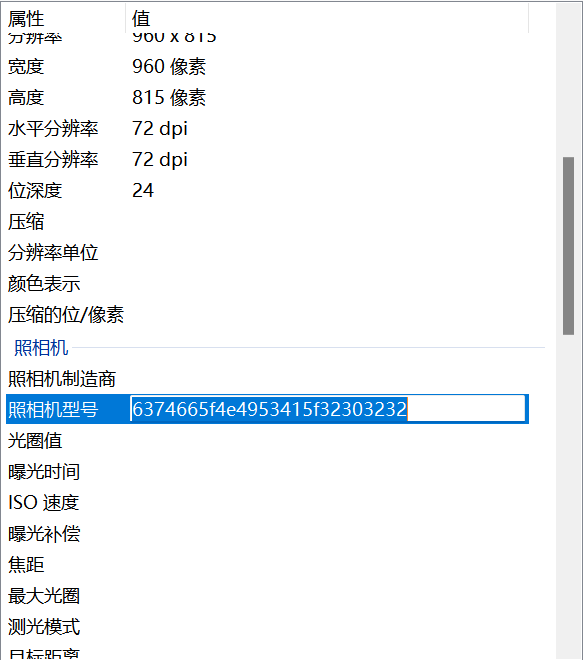 属性 值
分辨率 960 x 815
宽度 960 像素
高度 815 像素
水平分辨率 72 dpi
垂直分辨率 72 dpi
位深度 24
压缩
分辨率单位
颜色表示
压缩的位/像素
照相机
照相机制造商
照相机型号 6374665f4e4953415f32303232
光圈值
曝光时间
ISO 速度
曝光补偿
焦距
最大光圈
测光模式
目标距离